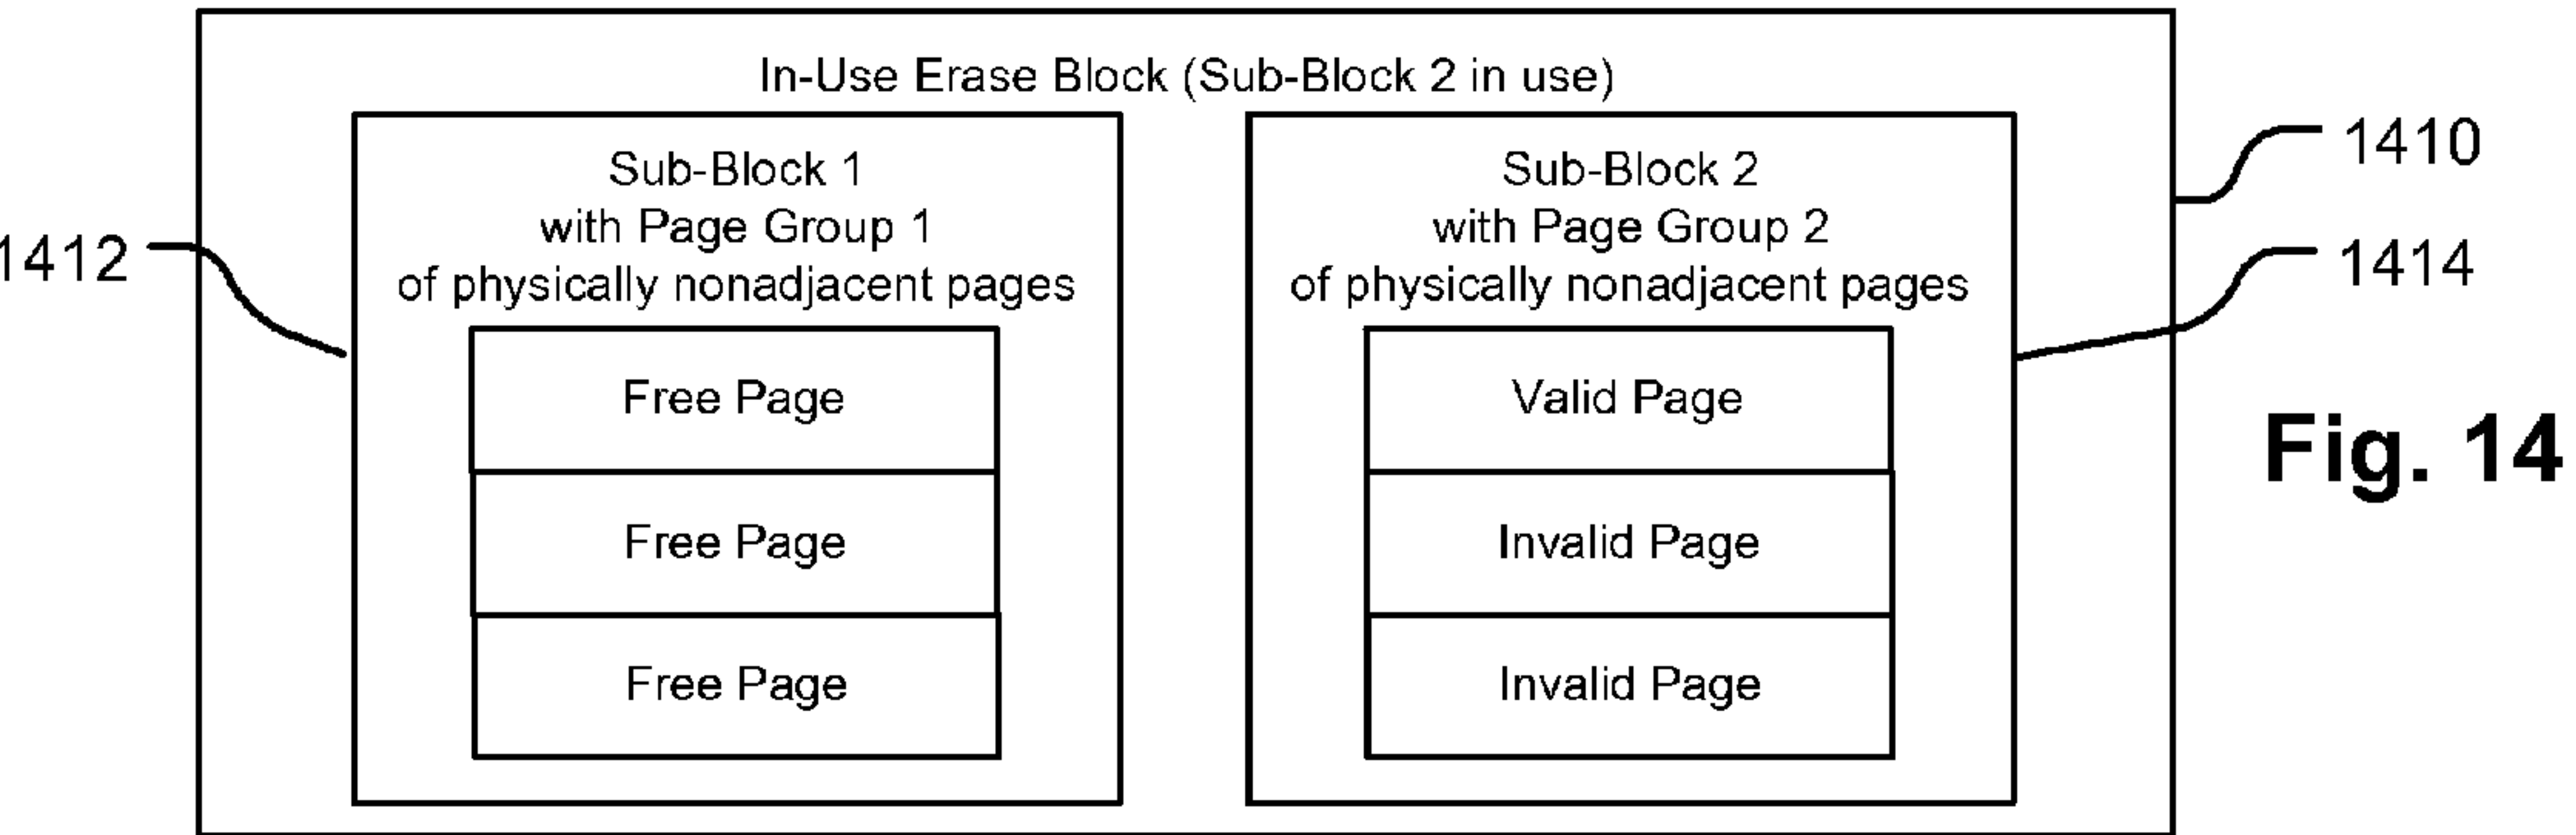 In-Use Erase Block (Sub-Block 2 in use)
1410
1412
Sub-Block 1
with Page Group 1
of physically nonadjacent pages
Free Page
Free Page
Free Page
Sub-Block 2
with Page Group 2
of physically nonadjacent pages
Valid Page
Invalid Page
Invalid Page
1414
Fig. 14